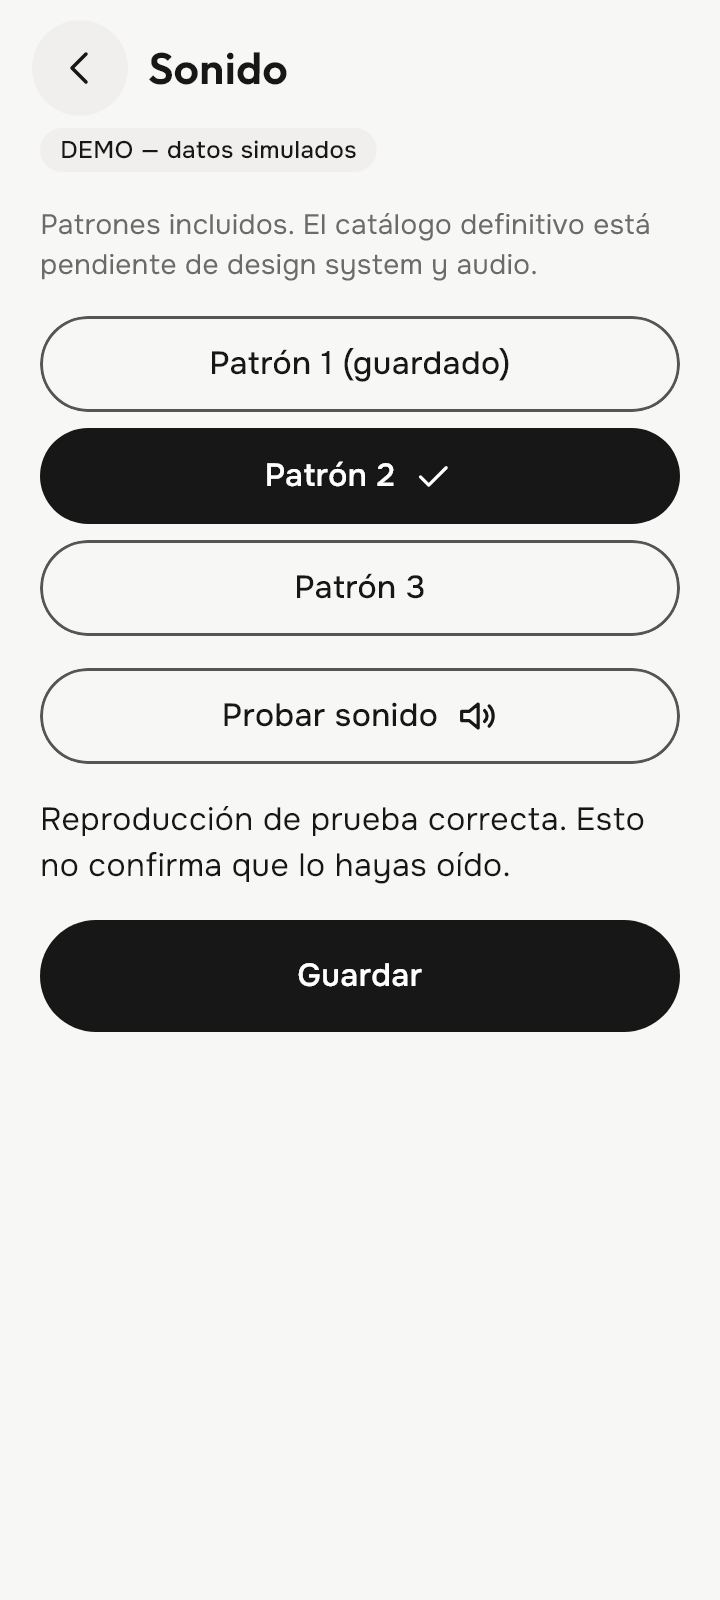 Sonido
DEMO — datos simulados
Patrones incluidos. El catálogo definitivo está
pendiente de design system y audio.
Patrón 1 (guardado)
Patrón 2
Patrón 3
Probar sonido
Reproducción de prueba correcta. Esto
no confirma que lo hayas oído.
Guardar